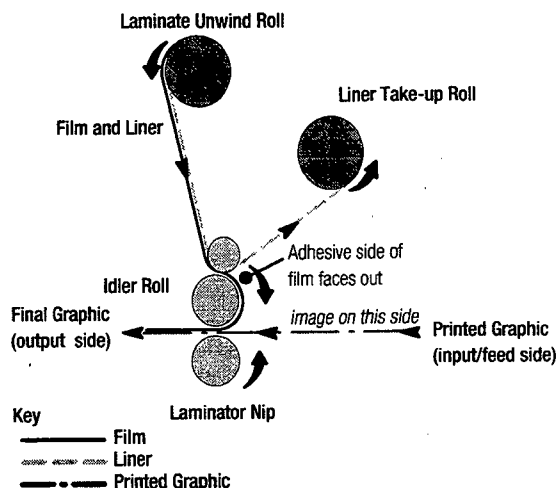 Laminate Unwind Roll
Liner Take-up Roll
Film and Liner
Adhesive side of
film faces out
Idler Roll
Final Graphic
(output side)
image on this side
Printed Graphic
(input/feed side)
Laminator Nip
Key
Film
Liner
Printed Graphic